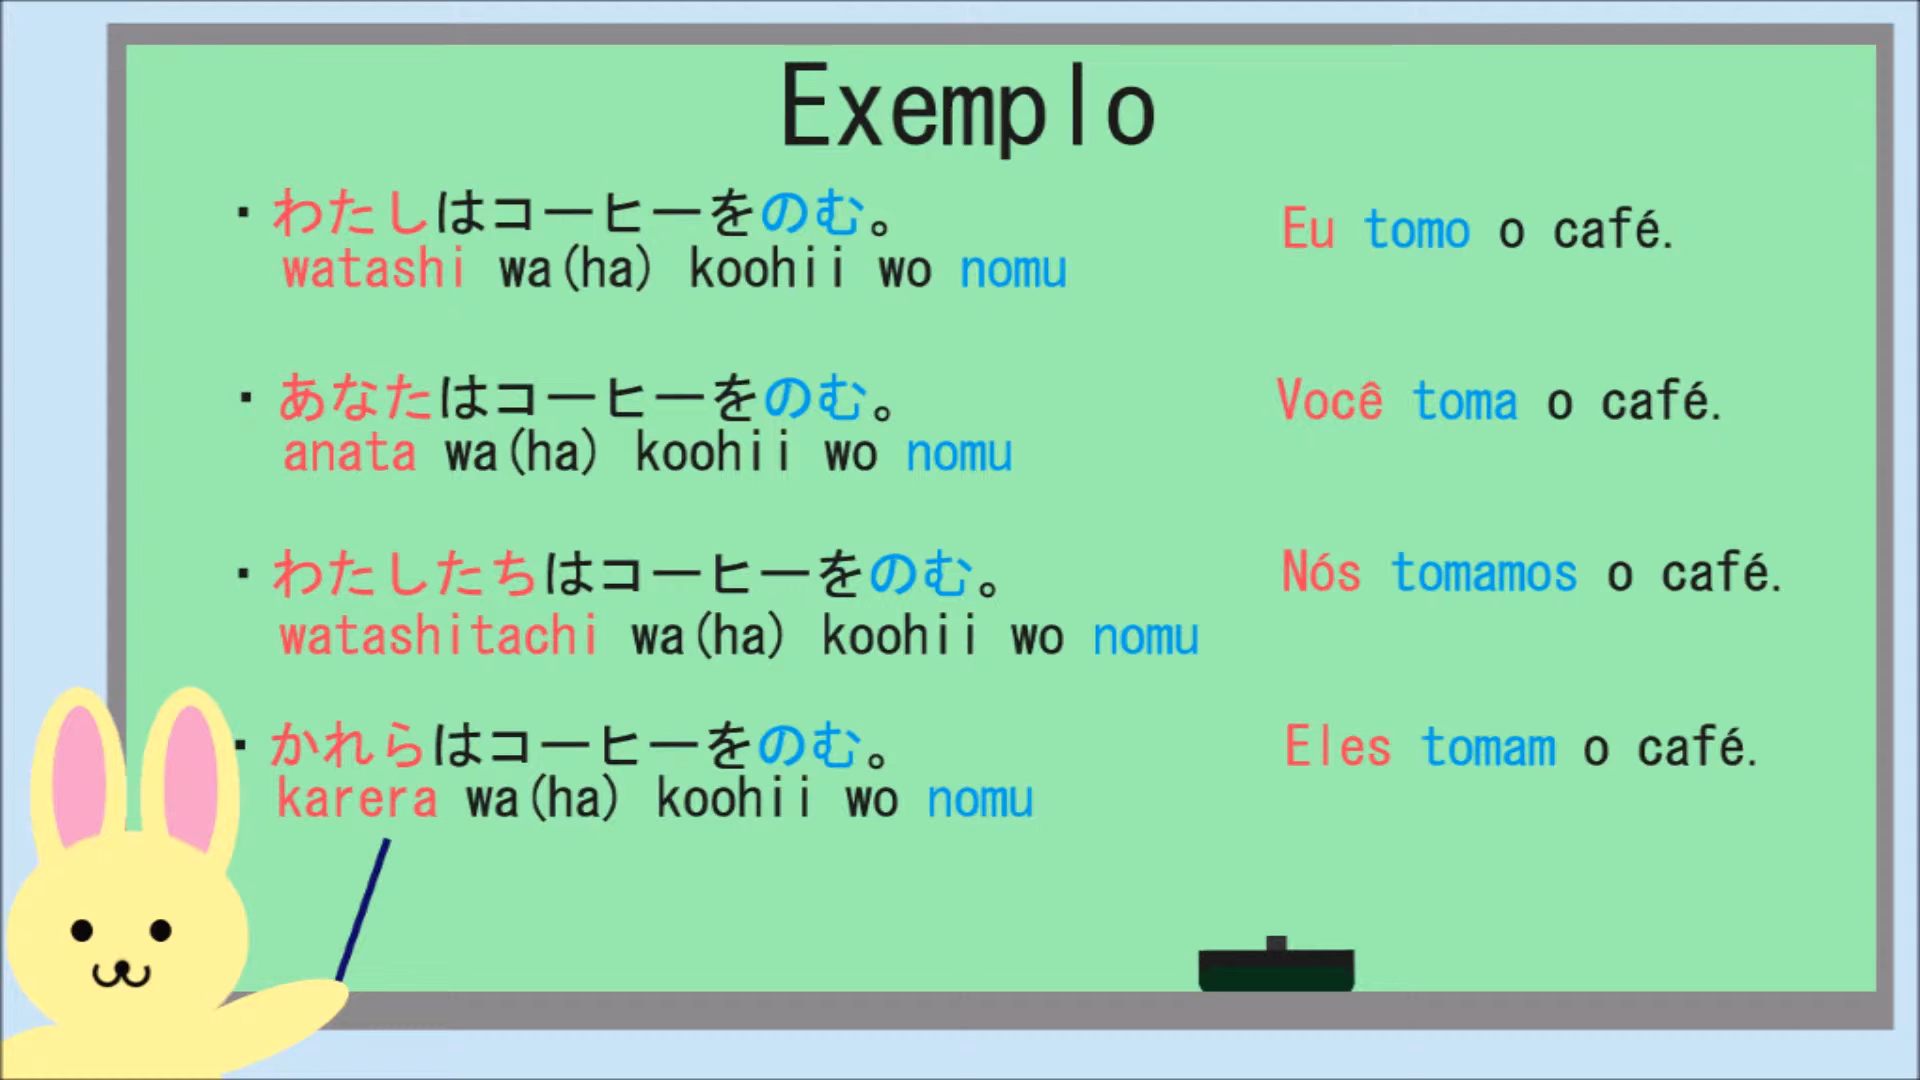 Exemplo
・わたしはコーヒーをのむ。
watashi wa(ha) koohii wo nomu
Eu tomo o café.
・あなたはコーヒーをのむ。
anata wa(ha) koohii wo nomu
Você toma o café.
・わたしたちはコーヒーをのむ。
watashitachi wa(ha) koohii wo nomu
Nós tomamos o café.
・かれらはコーヒーをのむ。
karera wa(ha) koohii wo nomu
Eles tomam o café.